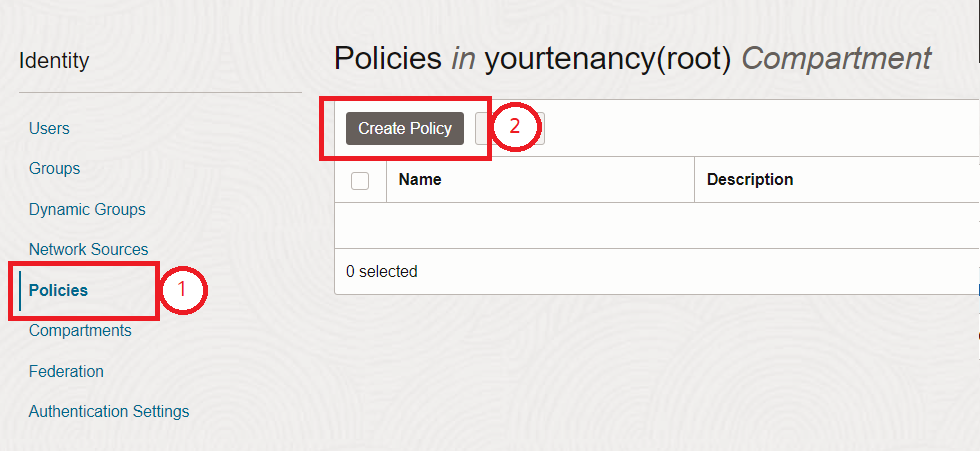 Identity
Users
Groups
Dynamic Groups
Network Sources
Policies
1
Compartments
Federation
Authentication Settings
Policies in yourtenancy(root) Compartment
Create Policy
2
Name Description
0 selected